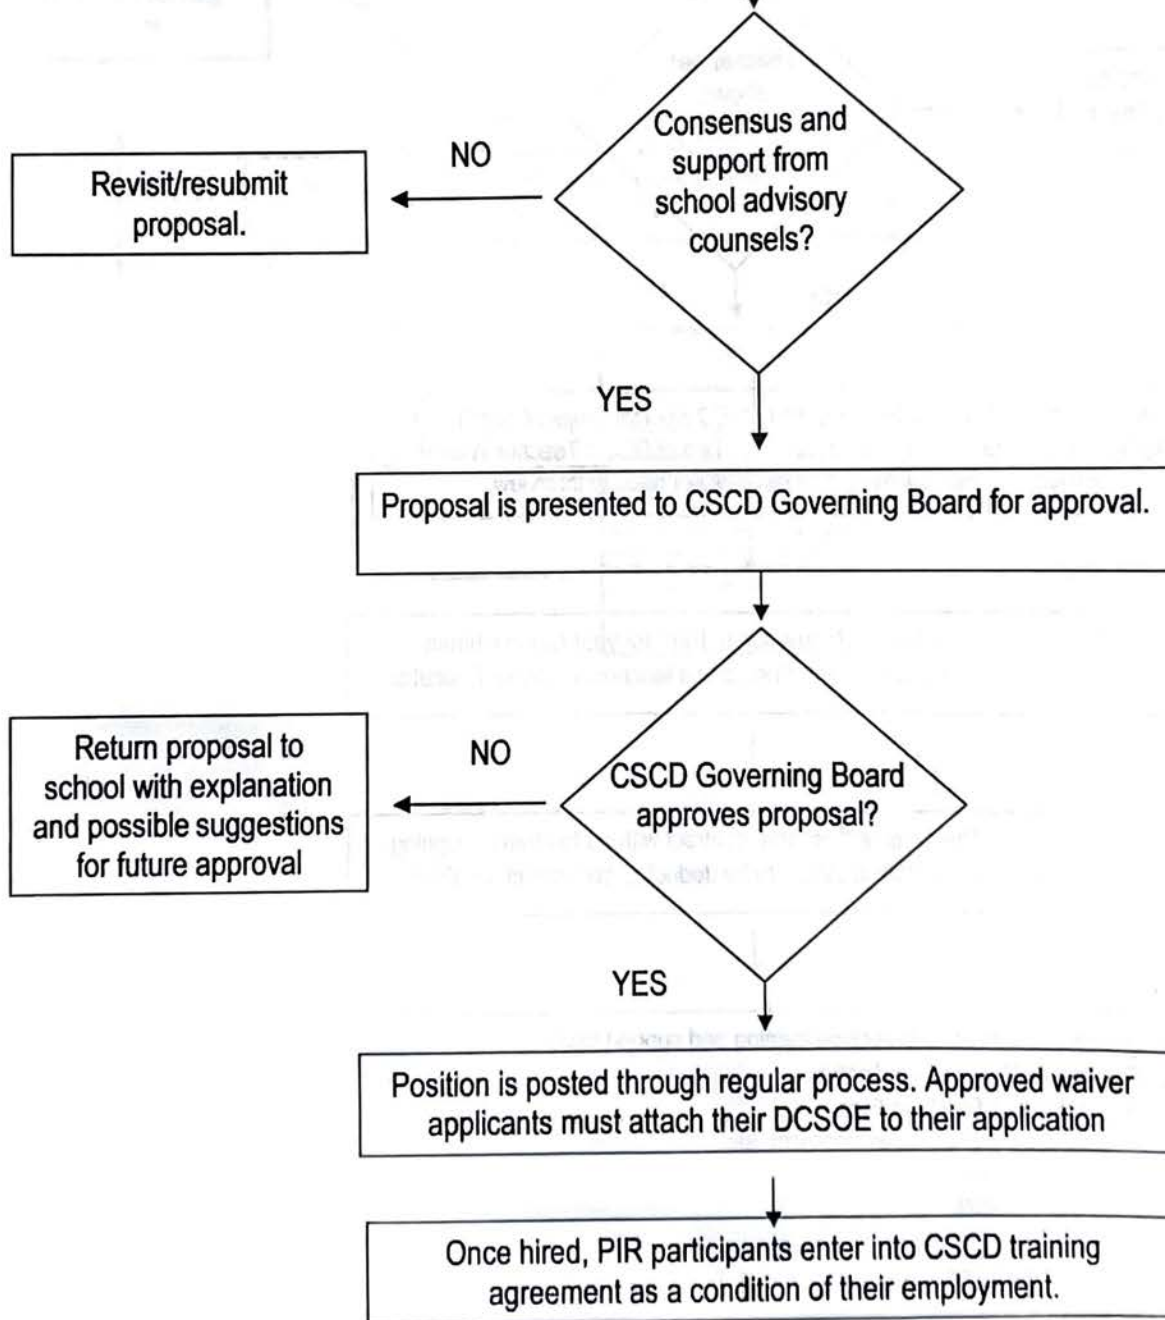 Consensus and
support from
school advisory
counsels?
NO
Revisit/resubmit
proposal.
YES
Proposal is presented to CSCD Governing Board for approval.
CSCD Governing Board
approves proposal?
NO
Return proposal to
school with explanation
and possible suggestions
for future approval
YES
Position is posted through regular process. Approved waiver
applicants must attach their DCSOE to their application
Once hired, PIR participants enter into CSCD training
agreement as a condition of their employment.